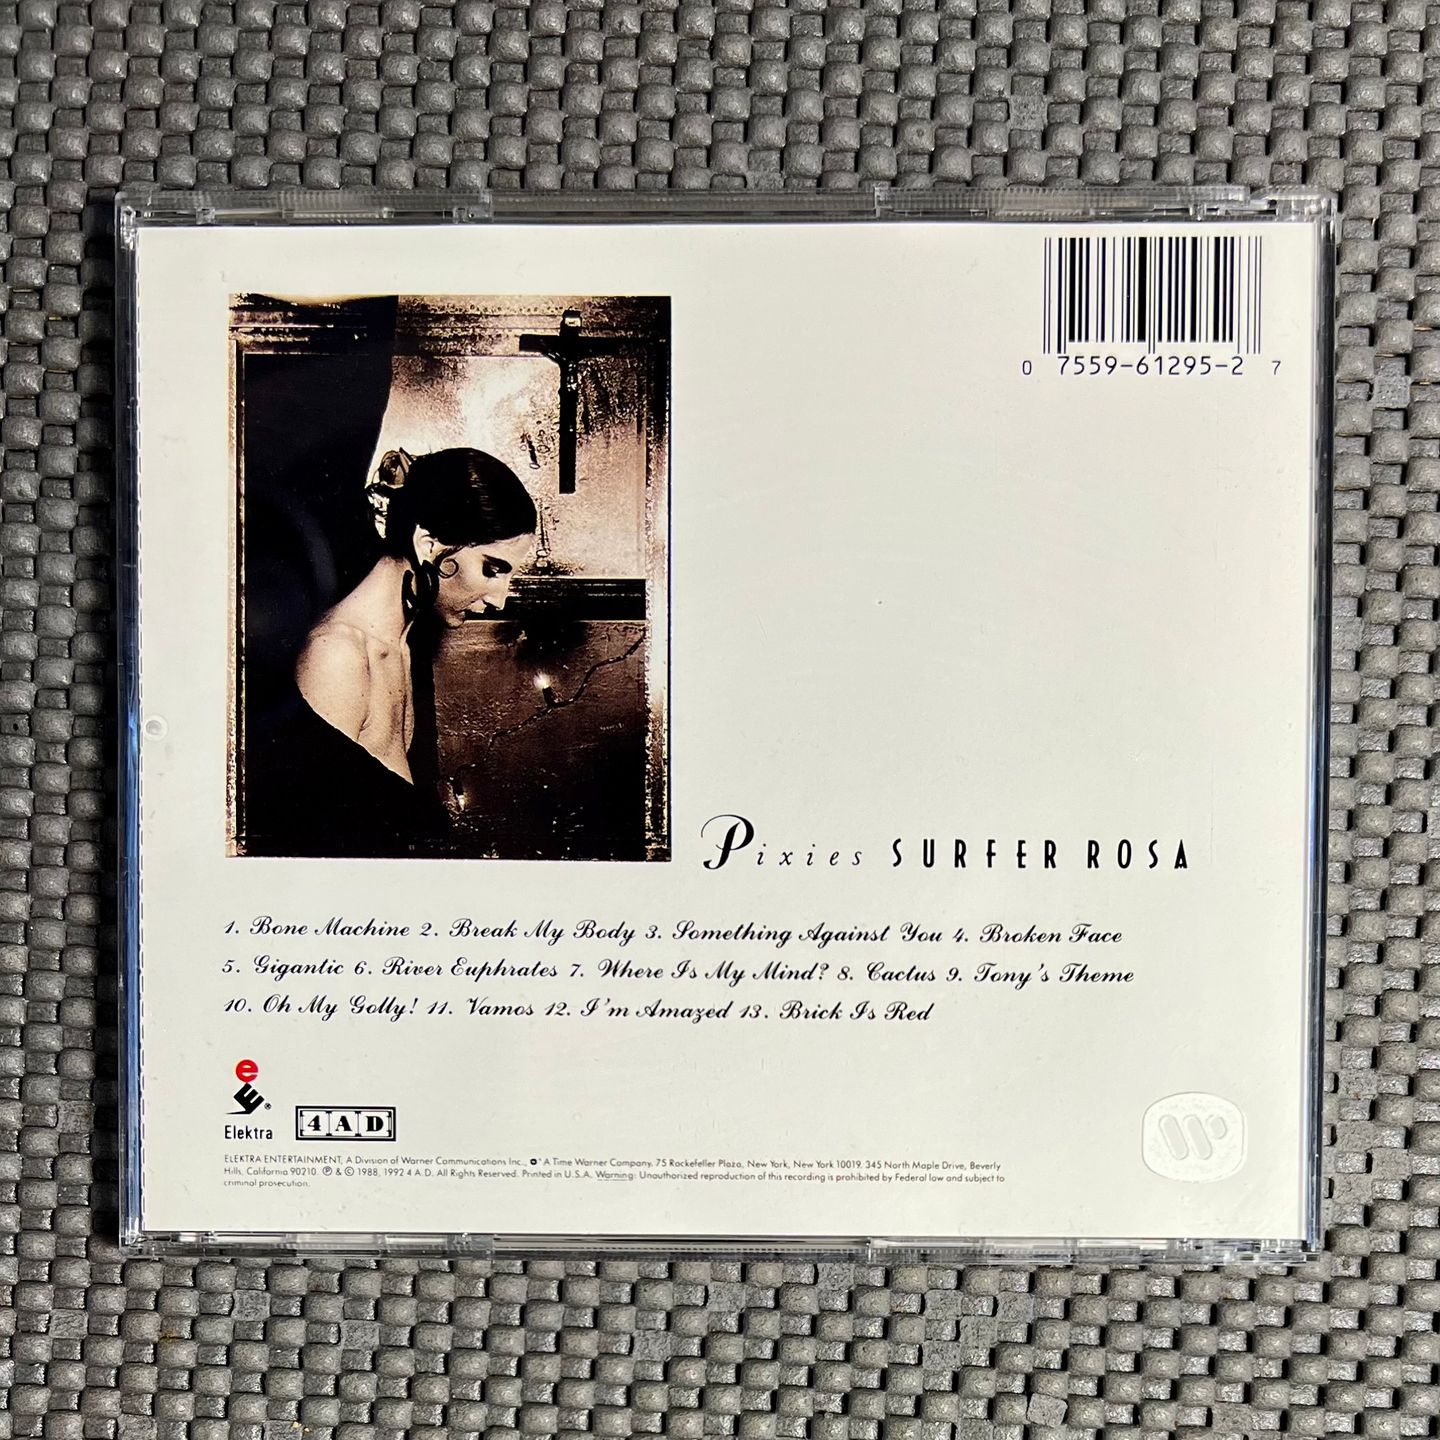 0 7559-61295-2 7
Pixies SURFER ROSA
1. Bone Machine 2. Break My Body 3. Something Against You 4. Broken Face
5. Gigantic 6. River Euphrates 7. Where Is My Mind? 8. Cactus 9. Tony's Theme
10. Oh My Golly! 11. Vamos 12. I'm Amazed 13. Brick Is Red
e
E®
Elektra
4AD
ELEKTRA ENTERTAINMENT, A Division of Warner Communications Inc., ® A Time Warner Company. 75 Rockefeller Plaza, New York, New York 10019. 345 North Maple Drive, Beverly
Hills, California 90210. ℗ & © 1988, 1992 4 A.D. All Rights Reserved. Printed in U.S.A. Warning: Unauthorized reproduction of this recording is prohibited by Federal law and subject to
criminal prosecution.